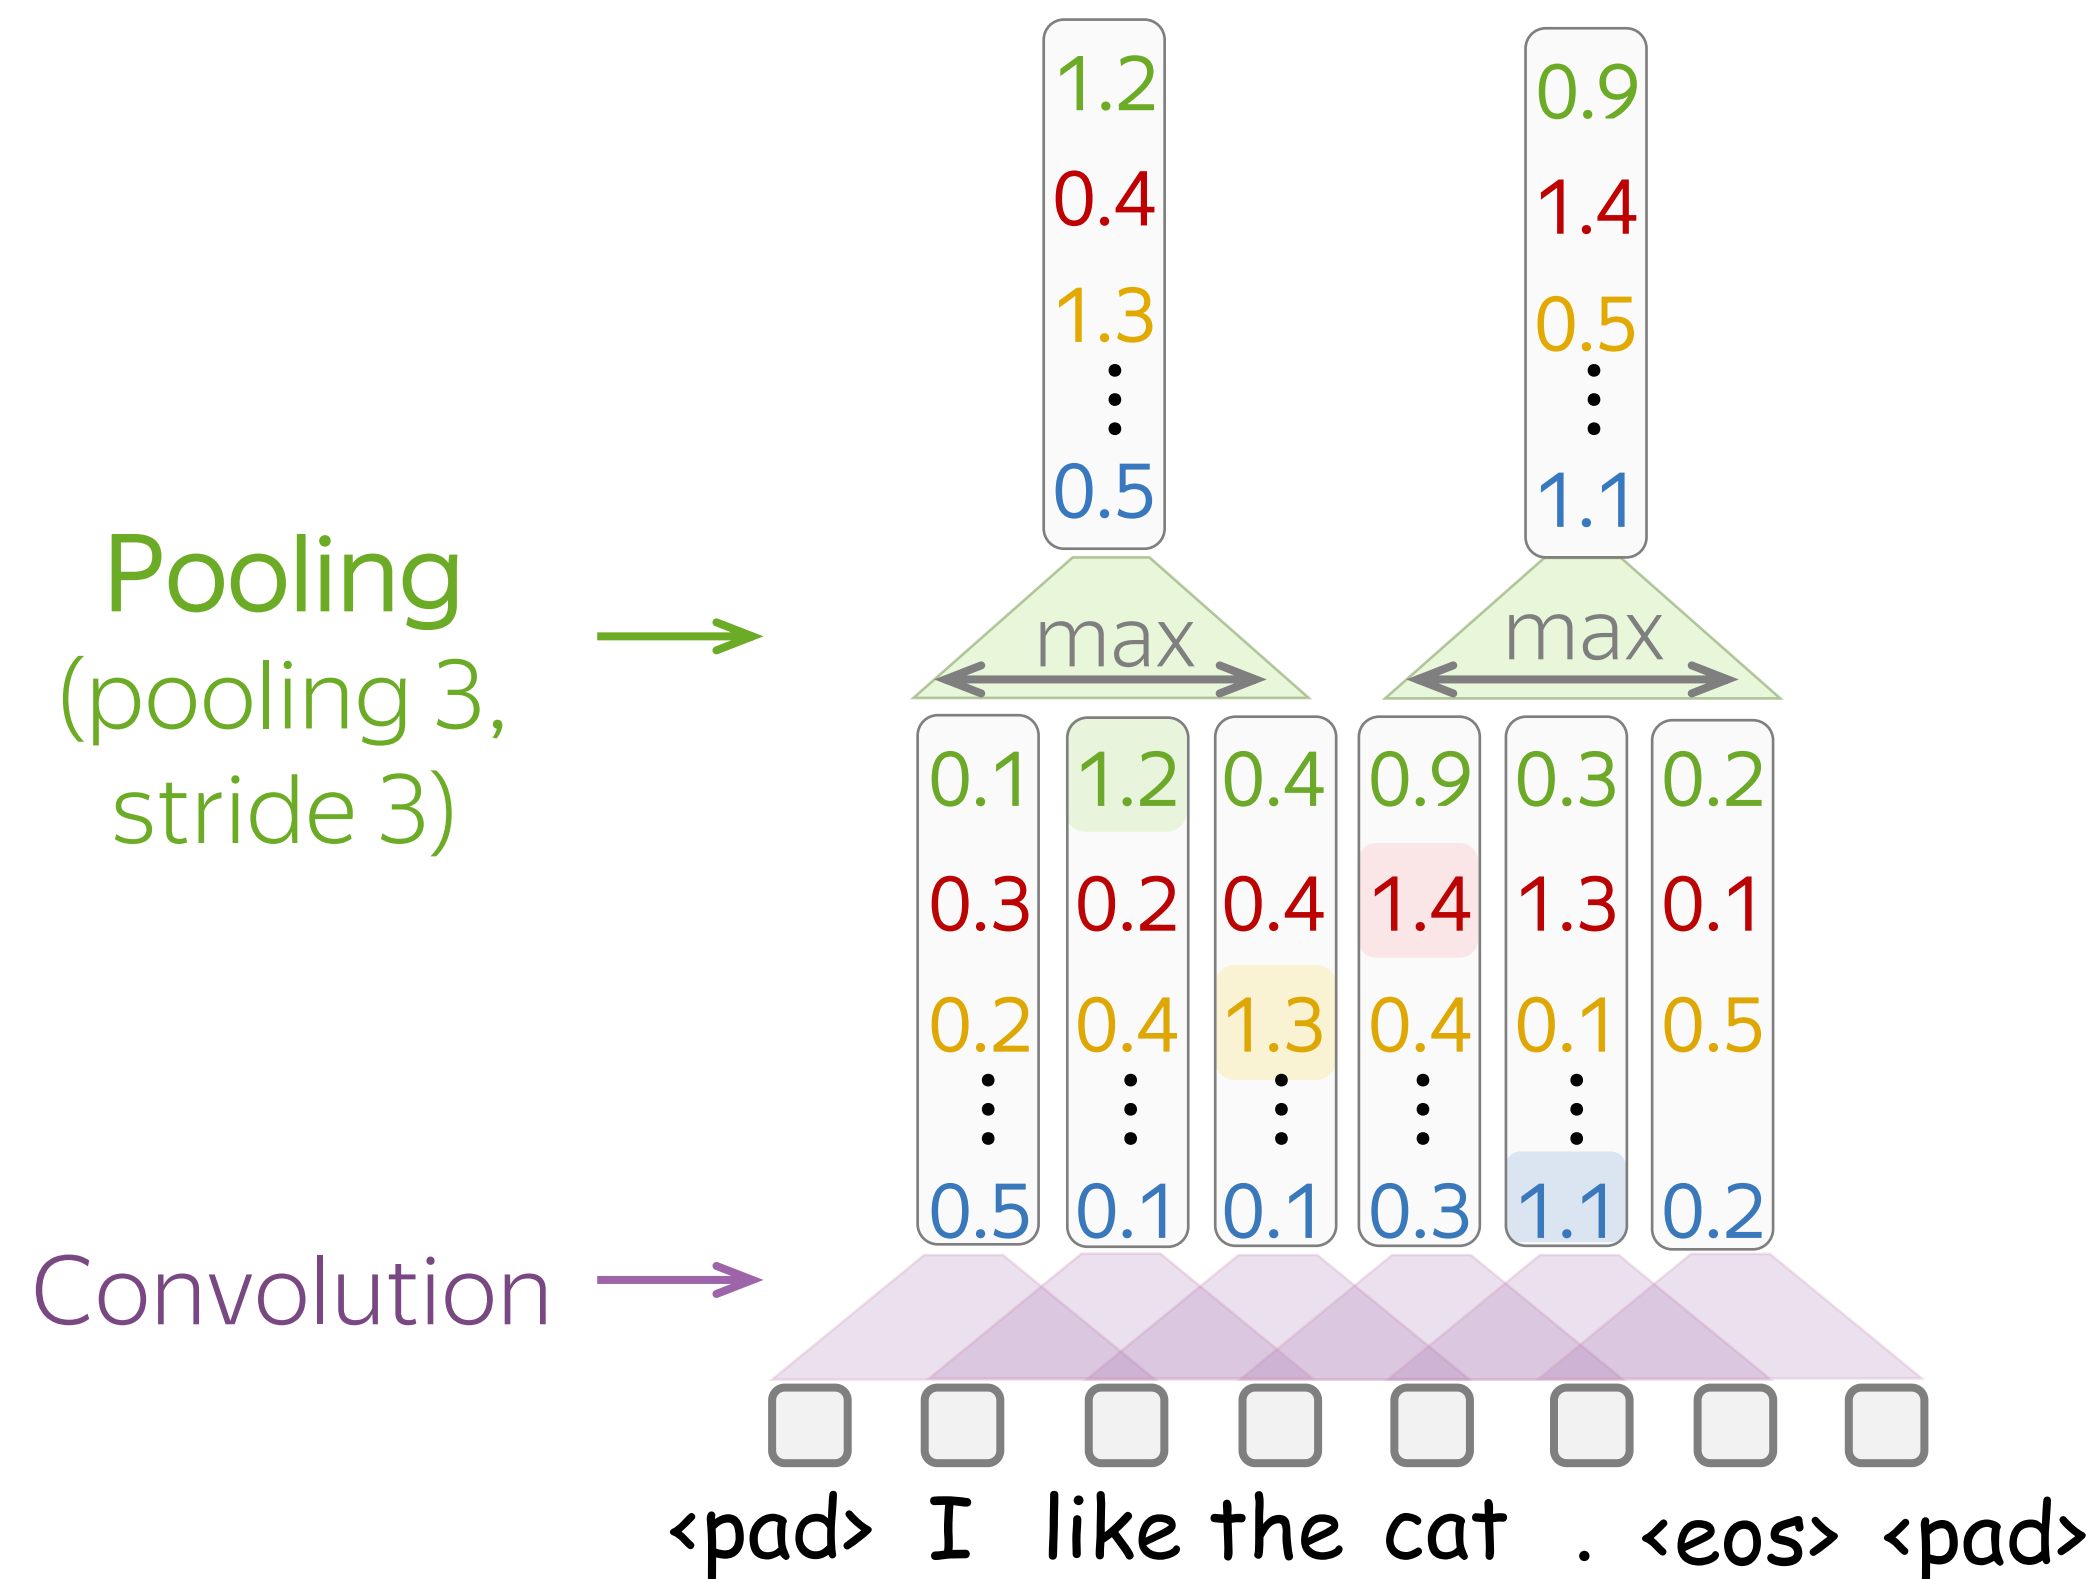 1.2 0.9
0.4 1.4
1.3 0.5
0.5 1.1
Pooling
(pooling 3,
stride 3)
max max
0.1 1.2 0.4 0.9 0.3 0.2
0.3 0.2 0.4 1.4 1.3 0.1
0.2 0.4 1.3 0.4 0.1 0.5
0.5 0.1 0.1 0.3 1.1 0.2
Convolution
<pad> I like the cat . <eos> <pad>